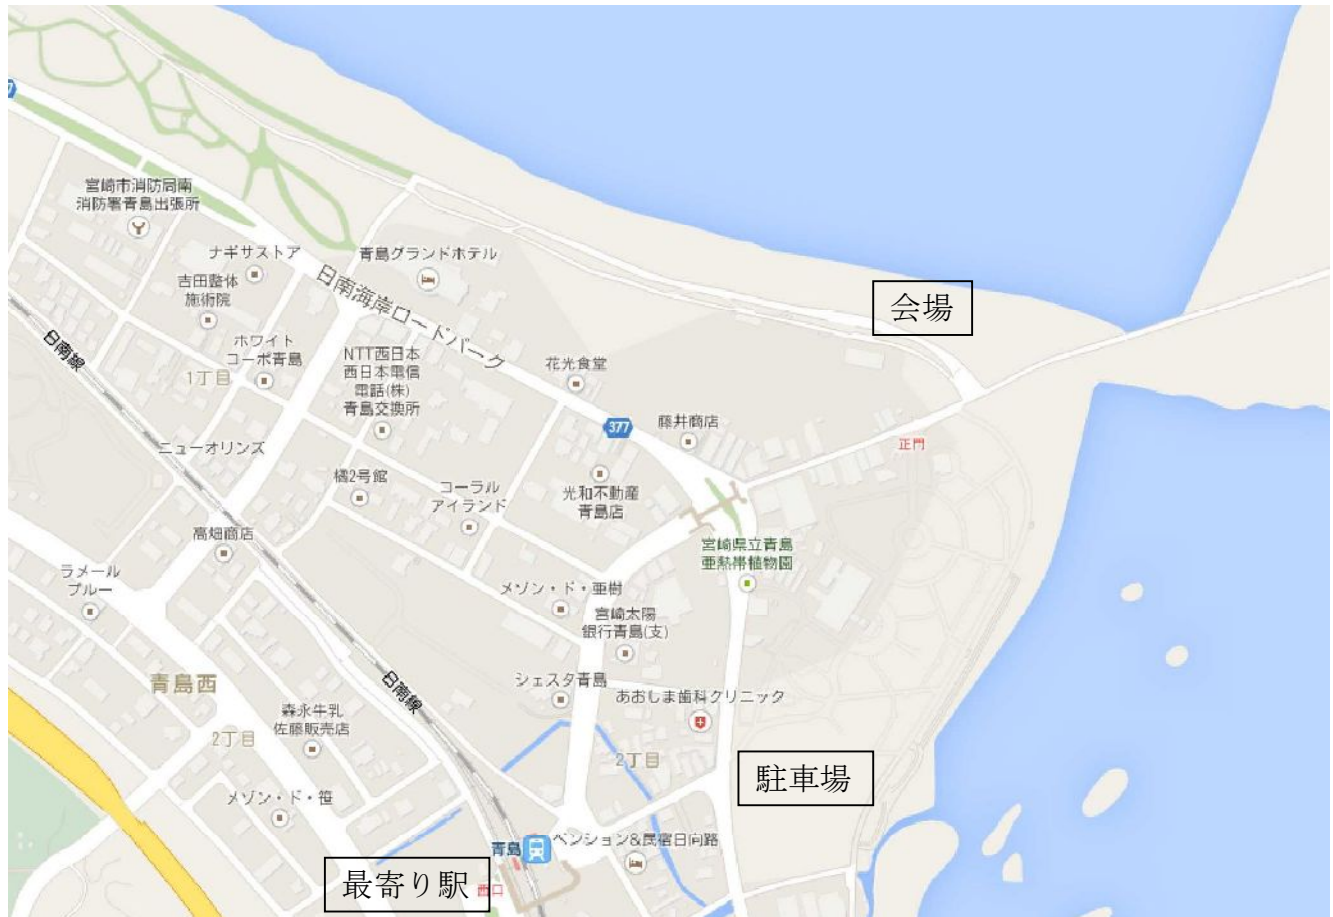 宮崎市消防局南
消防署青島出張所
ナギサストア
青島グランドホテル
吉田整体
施術院
日南海岸ロードパーク
会場
日南線
ホワイト
コーポ青島
1丁目
NTT西日本
西日本電信
電話(株)
青島交換所
花光食堂
377
藤井商店
正門
ニューオリンズ
橘2号館
コーラル
アイランド
光和不動産
青島店
高畑商店
宮崎県立青島
亜熱帯植物園
ラメール
ブルー
メゾン・ド・亜樹
宮崎太陽
銀行青島(支)
青島西
日南線
シェスタ青島
あおしま歯科クリニック
森永牛乳
佐藤販売店
2丁目
2丁目
駐車場
メゾン・ド・笹
青島
ペンション&民宿日向路
最寄り駅
西口